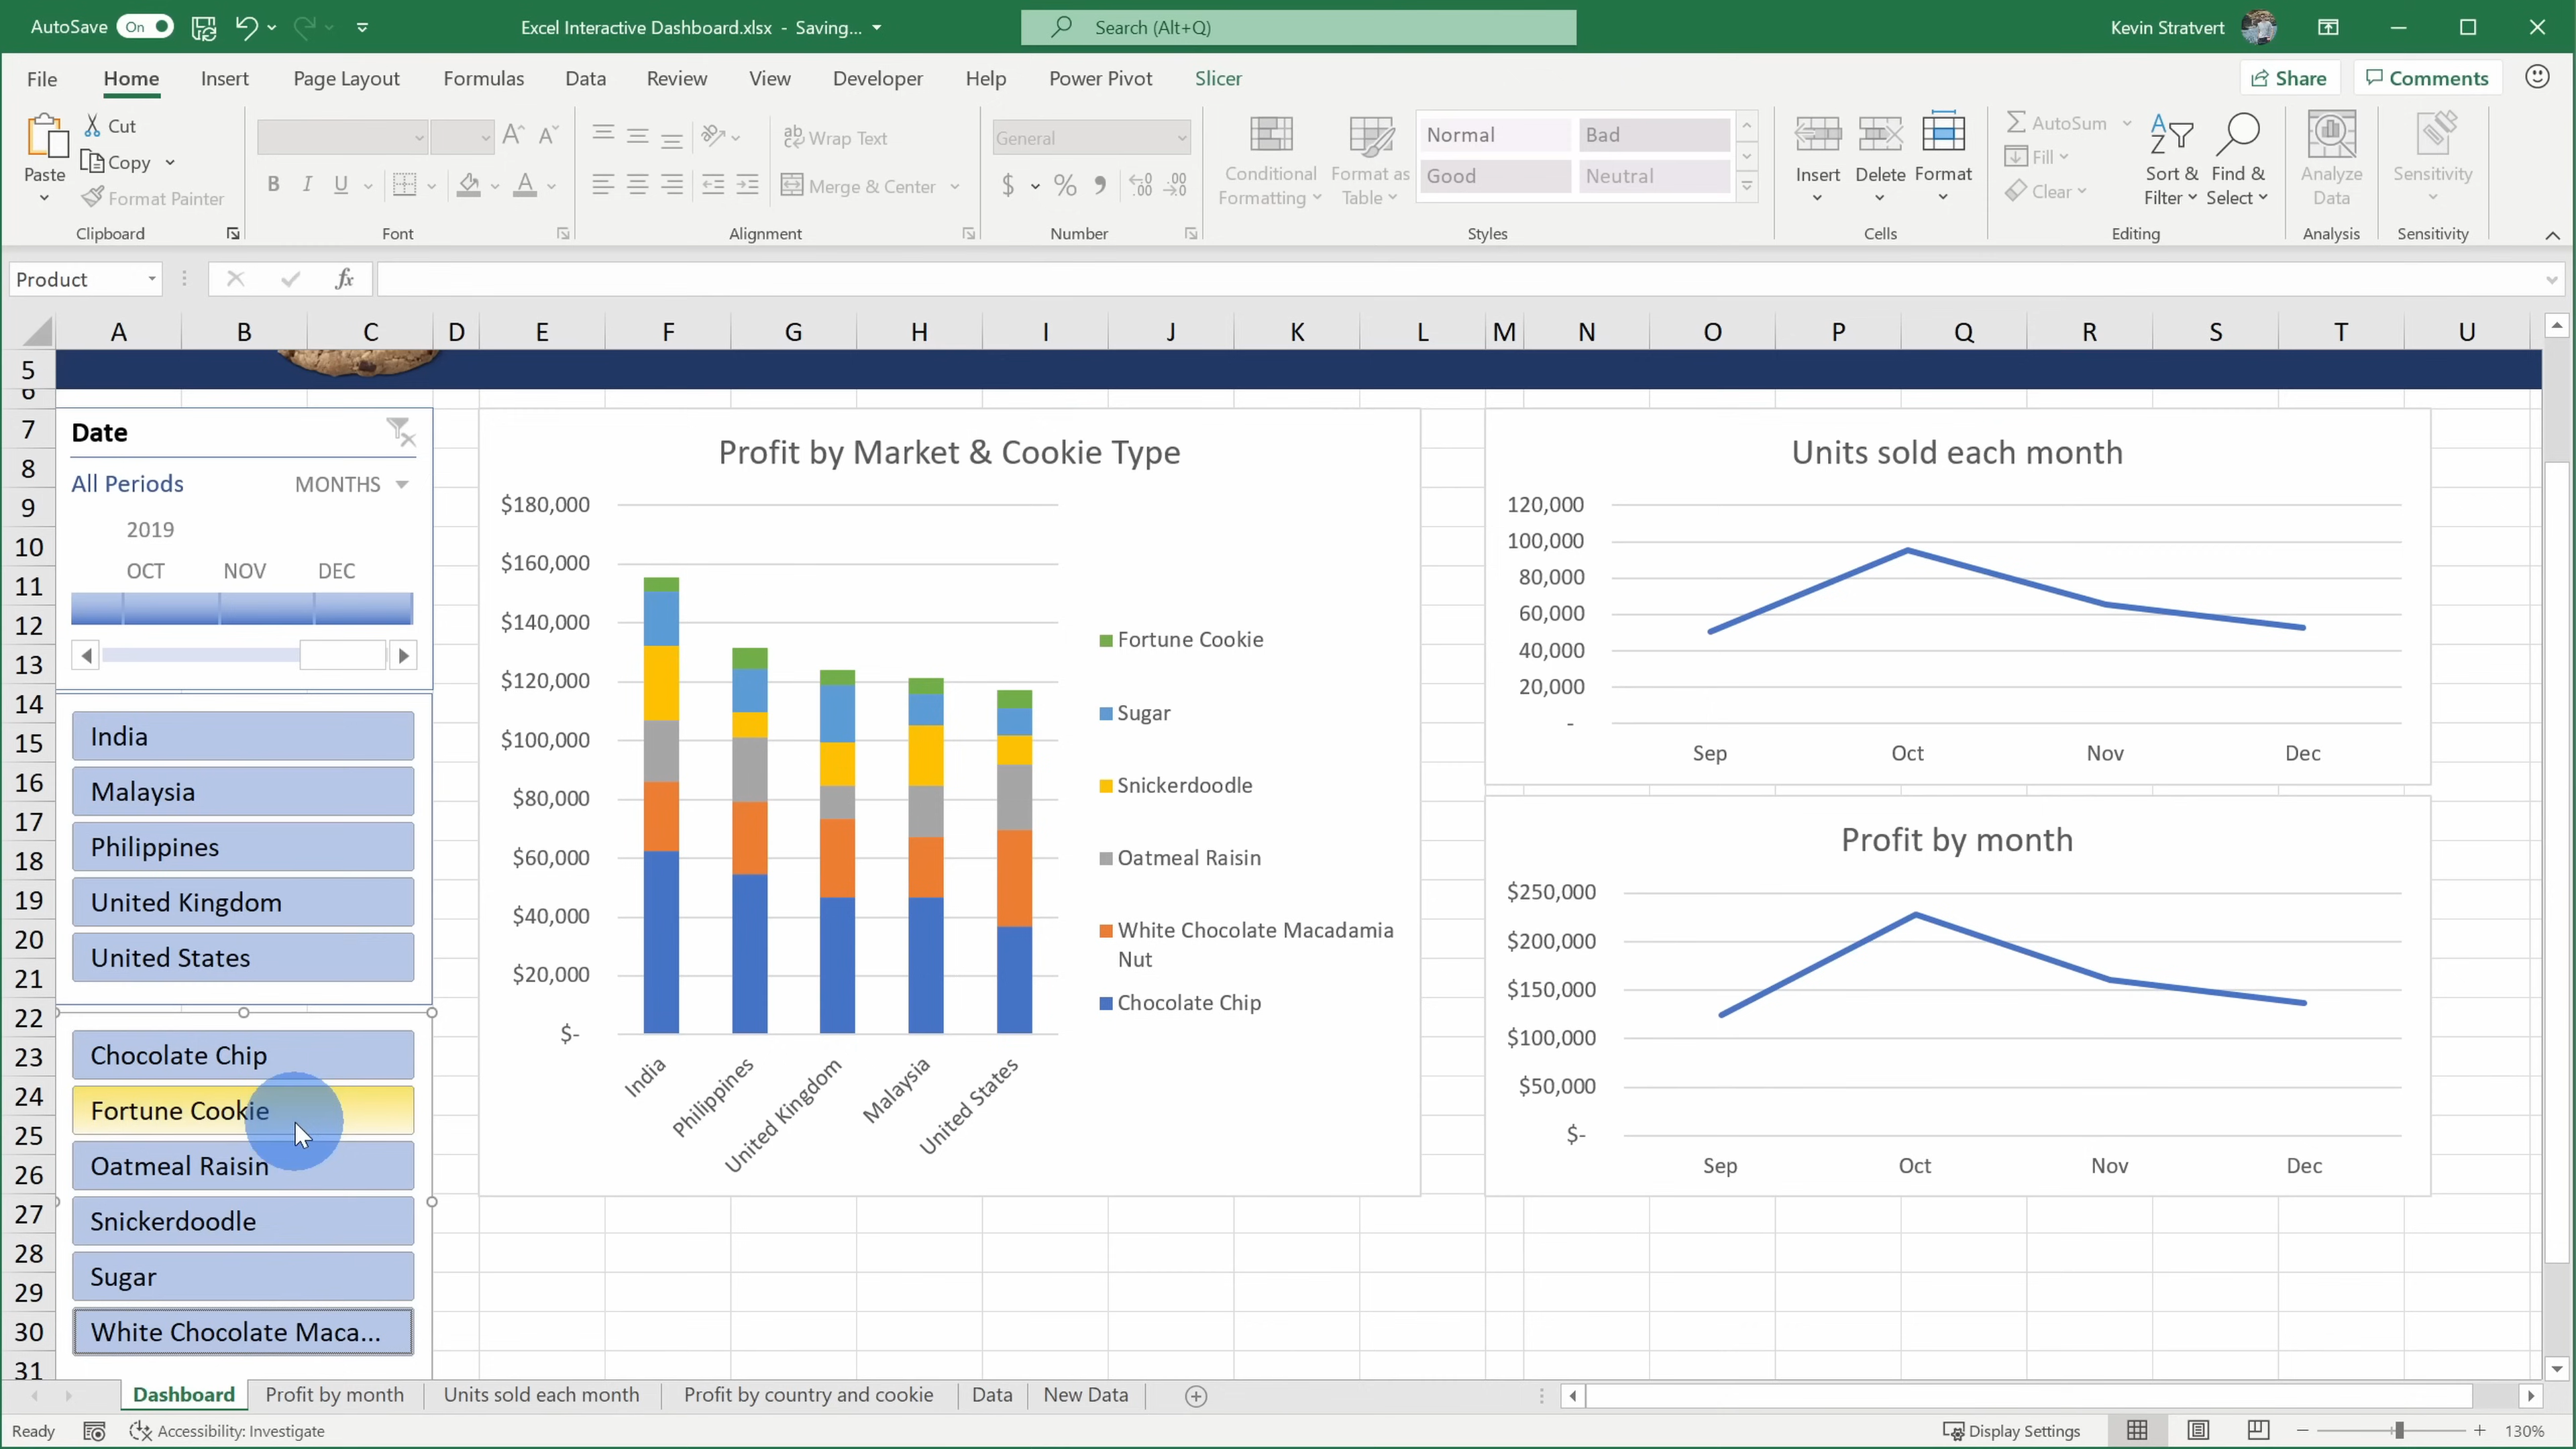 AutoSave On Excel Interactive Dashboard.xlsx - Saving... Search (Alt+Q) Kevin Stratvert
File Home Insert Page Layout Formulas Data Review View Developer Help Power Pivot Slicer Share Comments
Paste
Cut
Copy
Format Painter
Clipboard
B I U
Font
Wrap Text
Merge & Center
Alignment
General
$ %
Number
Conditional Formatting
Format as Table
Normal Bad
Good Neutral
Styles
Insert Delete Format
Cells
AutoSum
Fill
Clear
Sort & Filter
Find & Select
Editing
Analyze Data
Analysis
Sensitivity
Sensitivity
Product fx
A B C D E F G H I J K L M N O P Q R S T U
5
6
7
8
9
10
11
12
13
14
15
16
17
18
19
20
21
22
23
24
25
26
27
28
29
30
31
Date
All Periods MONTHS
2019
OCT NOV DEC
India
Malaysia
Philippines
United Kingdom
United States
Chocolate Chip
Fortune Cookie
Oatmeal Raisin
Snickerdoodle
Sugar
White Chocolate Maca...
Profit by Market & Cookie Type
$180,000
$160,000
$140,000
$120,000
$100,000
$80,000
$60,000
$40,000
$20,000
$-
India Philippines United Kingdom Malaysia United States
Fortune Cookie
Sugar
Snickerdoodle
Oatmeal Raisin
White Chocolate Macadamia
Nut
Chocolate Chip
Units sold each month
120,000
100,000
80,000
60,000
40,000
20,000
-
Sep Oct Nov Dec
Profit by month
$250,000
$200,000
$150,000
$100,000
$50,000
$-
Sep Oct Nov Dec
Dashboard Profit by month Units sold each month Profit by country and cookie Data New Data
Ready Accessibility: Investigate Display Settings 130%